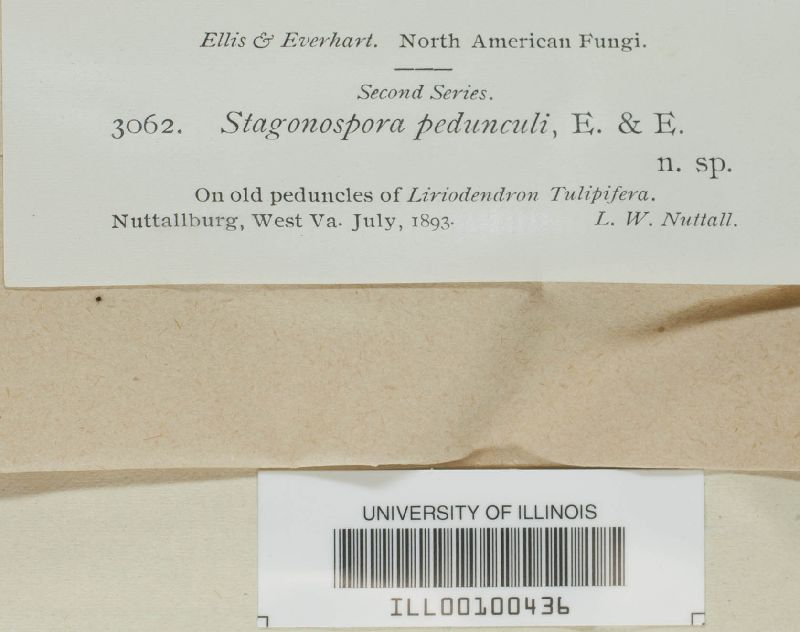 Ellis & Everhart. North American Fungi.
Second Series.
3062. Stagonospora pedunculi, E. & E.
n. sp.
On old peduncles of Liriodendron Tulipifera.
Nuttallburg, West Va. July, 1893. L. W. Nuttall.
UNIVERSITY OF ILLINOIS
ILL00100436